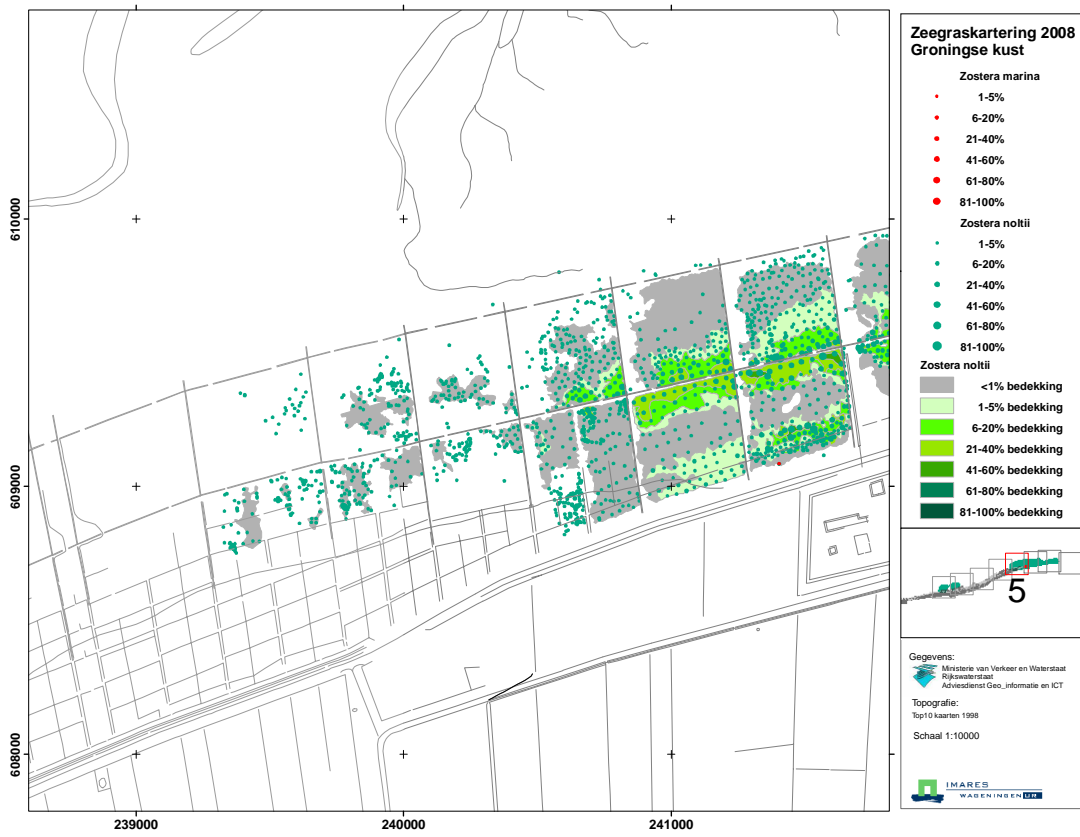 Zeegraskartering 2008
Groningse kust
Zostera marina
1-5%
6-20%
21-40%
41-60%
61-80%
81-100%
Zostera noltii
1-5%
6-20%
21-40%
41-60%
61-80%
81-100%
Zostera noltii
<1% bedekking
1-5% bedekking
6-20% bedekking
21-40% bedekking
41-60% bedekking
61-80% bedekking
81-100% bedekking
5
Gegevens:
Ministerie van Verkeer en Waterstaat
Rijkswaterstaat
Adviesdienst Geo_informatie en ICT
Topografie:
Top10 kaarten 1998
Schaal 1:10000
IMARES
WAGENINGEN UR
610000
609000
608000
239000
240000
241000